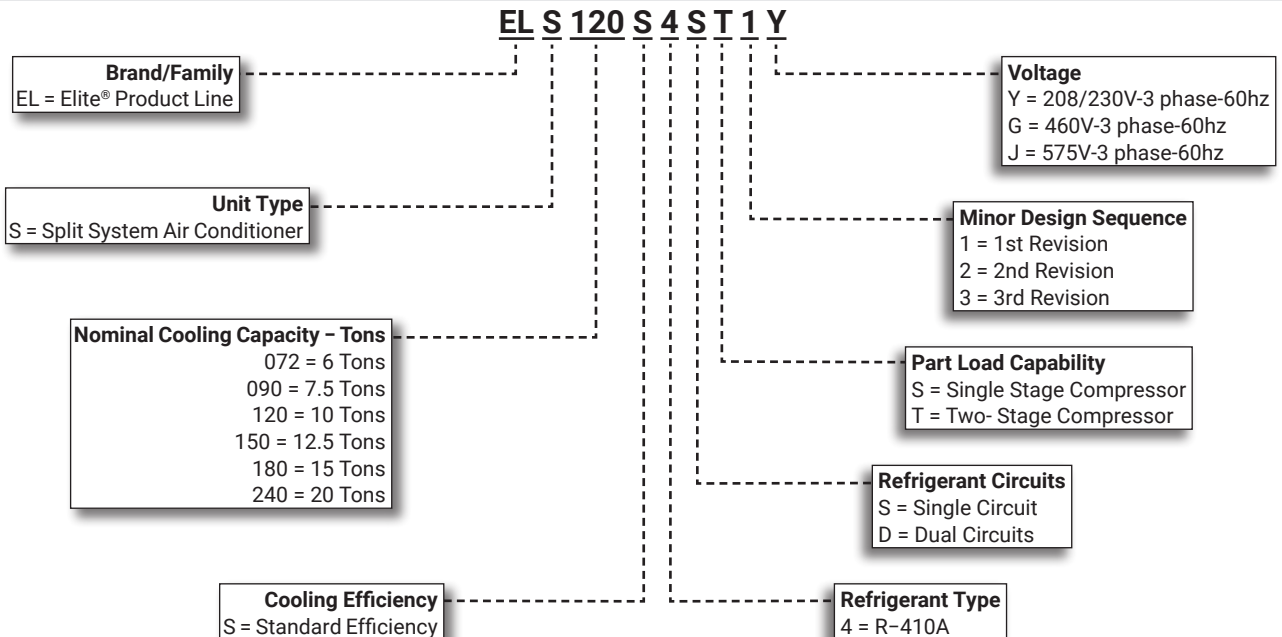 EL S 120 S 4 S T 1 Y
Brand/Family
EL = Elite® Product Line
Voltage
Y = 208/230V-3 phase-60hz
G = 460V-3 phase-60hz
J = 575V-3 phase-60hz
Unit Type
S = Split System Air Conditioner
Minor Design Sequence
1 = 1st Revision
2 = 2nd Revision
3 = 3rd Revision
Nominal Cooling Capacity – Tons
072 = 6 Tons
090 = 7.5 Tons
120 = 10 Tons
150 = 12.5 Tons
180 = 15 Tons
240 = 20 Tons
Part Load Capability
S = Single Stage Compressor
T = Two- Stage Compressor
Refrigerant Circuits
S = Single Circuit
D = Dual Circuits
Cooling Efficiency
S = Standard Efficiency
Refrigerant Type
4 = R–410A